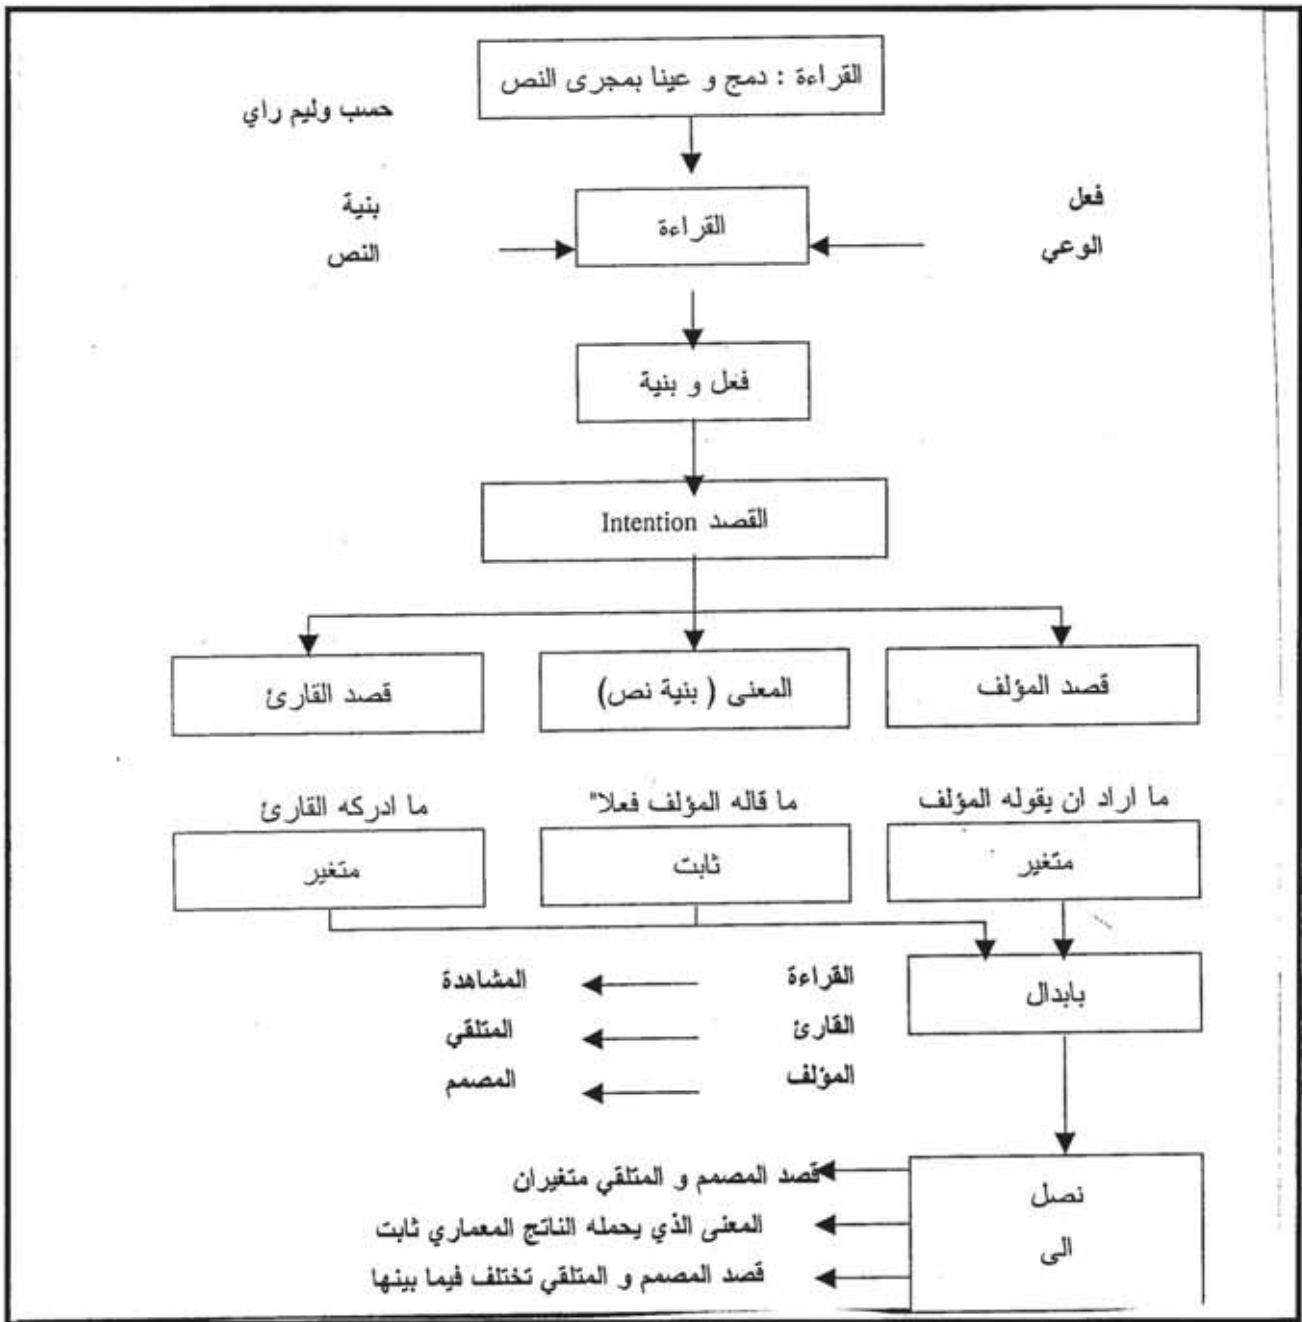 القراءة : دمج و عينا بمجرى النص
حسب وليم راي
فعل
الوعي
القراءة
بنية
النص
فعل و بنية
القصد Intention
قصد المؤلف
المعنى ( بنية نص)
قصد القارئ
ما اراد ان يقوله المؤلف
ما قاله المؤلف فعلا"
ما ادركه القارئ
متغير
ثابت
متغير
بابدال
القراءة
المشاهدة
القارئ
المتلقي
المؤلف
المصمم
نصل
الى
قصد المصمم و المتلقي متغيران
المعنى الذي يحمله الناتج المعماري ثابت
قصد المصمم و المتلقي تختلف فيما بينها